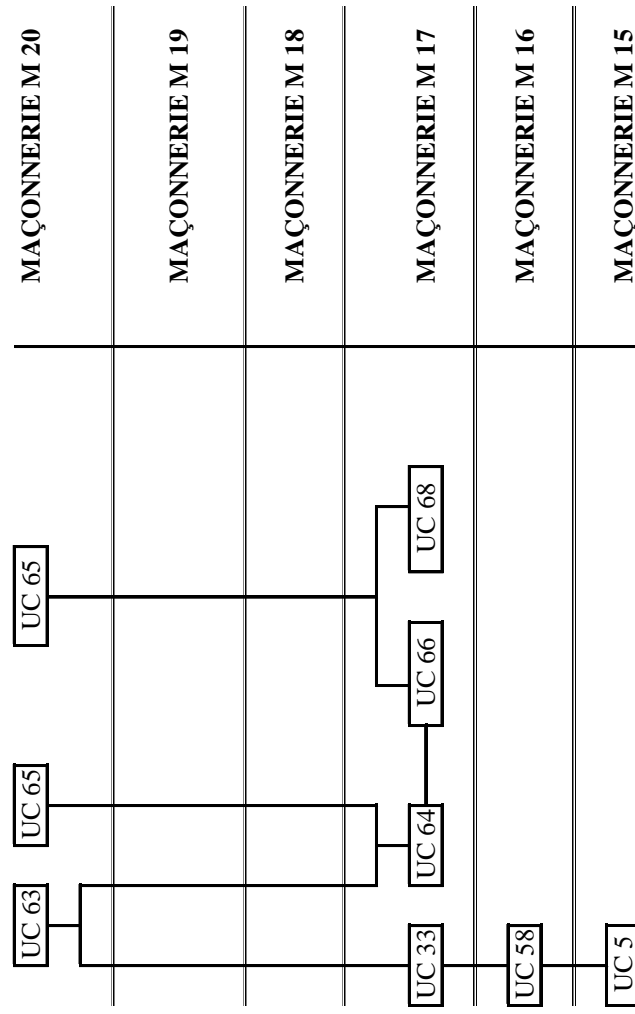 UC 63 UC 65 UC 65 MAÇONNERIE M 20
MAÇONNERIE M 19
MAÇONNERIE M 18
UC 33 UC 64 UC 66 UC 68 MAÇONNERIE M 17
UC 58 MAÇONNERIE M 16
UC 5 MAÇONNERIE M 15